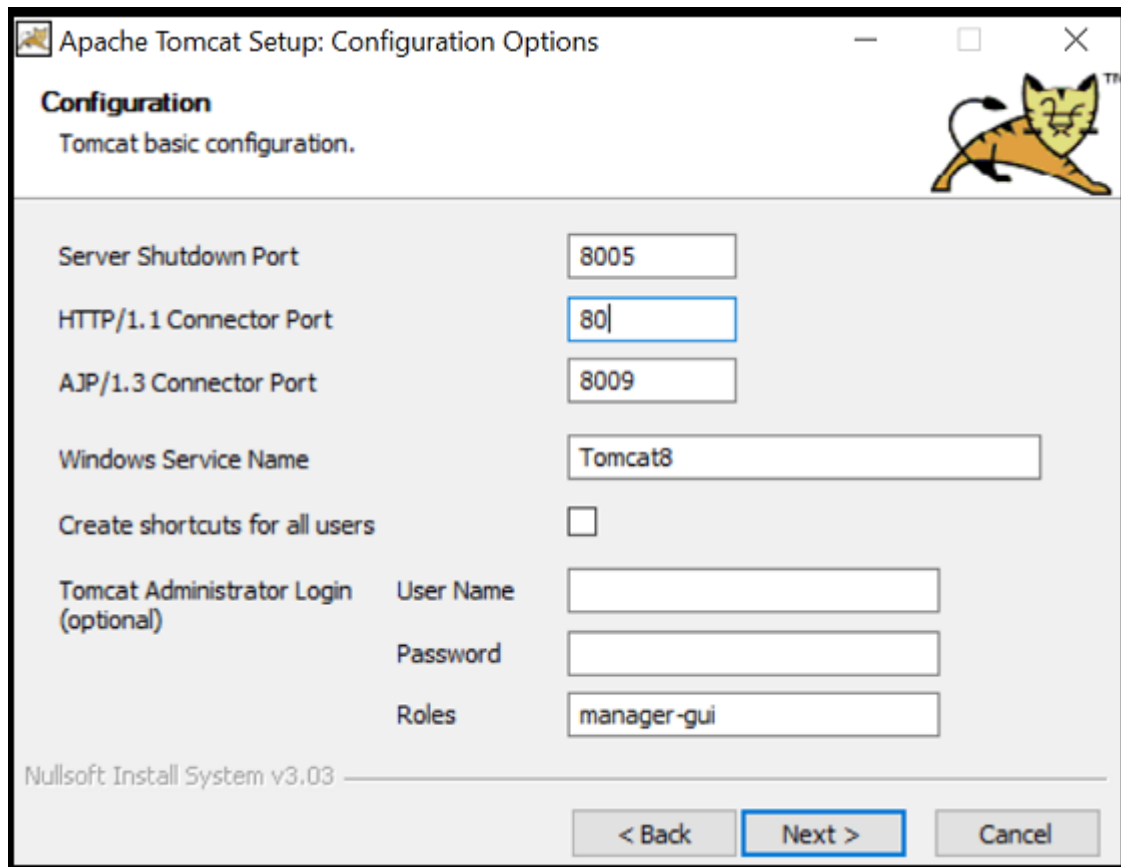 Apache Tomcat Setup: Configuration Options
Configuration
Tomcat basic configuration.
TM
Server Shutdown Port 8005
HTTP/1.1 Connector Port 80
AJP/1.3 Connector Port 8009
Windows Service Name Tomcat8
Create shortcuts for all users
Tomcat Administrator Login User Name
(optional)
Password
Roles manager-gui
Nullsoft Install System v3.03
< Back Next > Cancel